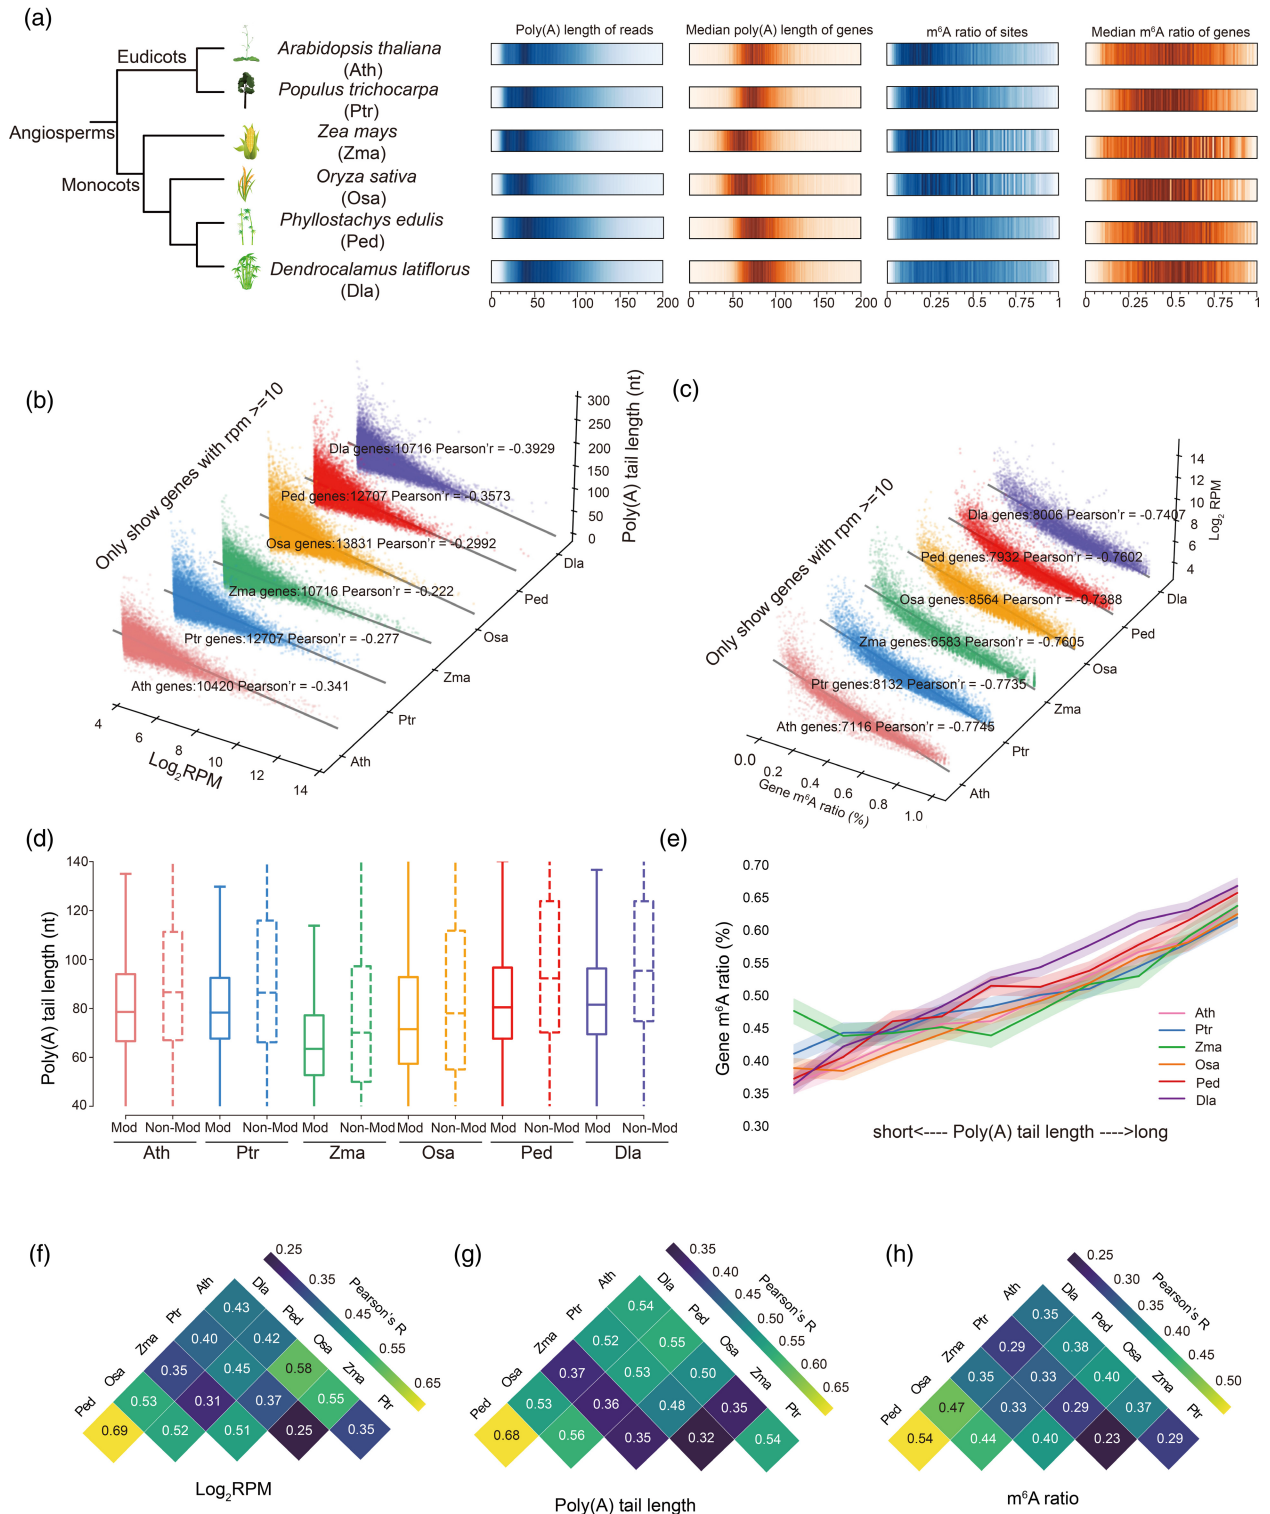 (a)
Poly(A) length of reads
Median poly(A) length of genes
m⁶A ratio of sites
Median m⁶A ratio of genes
Angiosperms
Eudicots
Monocots
Arabidopsis thaliana
(Ath)
Populus trichocarpa
(Ptr)
Zea mays
(Zma)
Oryza sativa
(Osa)
Phyllostachys edulis
(Ped)
Dendrocalamus latiflorus
(Dla)
0 50 100 150 200
0 50 100 150 200
0 0.25 0.5 0.75 1
0 0.25 0.5 0.75 1
(b)
Only show genes with rpm >=10
Dla genes:10716 Pearson'r = -0.3929
Ped genes:12707 Pearson'r = -0.3573
Osa genes:13831 Pearson'r = -0.2992
Zma genes:10716 Pearson'r = -0.222
Ptr genes:12707 Pearson'r = -0.277
Ath genes:10420 Pearson'r = -0.341
300
250
200
150
100
50
0
Poly(A) tail length (nt)
Dla
Ped
Osa
Zma
Ptr
Ath
4 6 8 10 12 14
Log₂RPM
(c)
Only show genes with rpm >=10
Dla genes:8006 Pearson'r = -0.7407
Ped genes:7932 Pearson'r = -0.7602
Osa genes:8564 Pearson'r = -0.7388
Zma genes:6583 Pearson'r = -0.7605
Ptr genes:8132 Pearson'r = -0.7735
Ath genes:7116 Pearson'r = -0.7745
14
12
10
8
6
4
Log₂ RPM
Dla
Ped
Osa
Zma
Ptr
Ath
0.0 0.2 0.4 0.6 0.8 1.0
Gene m⁶A ratio (%)
(d)
Poly(A) tail length (nt)
140
120
100
80
60
40
Mod Non-Mod Mod Non-Mod Mod Non-Mod Mod Non-Mod Mod Non-Mod Mod Non-Mod
Ath Ptr Zma Osa Ped Dla
(e)
Gene m⁶A ratio (%)
0.70
0.65
0.60
0.55
0.50
0.45
0.40
0.35
0.30
Ath
Ptr
Zma
Osa
Ped
Dla
short<---- Poly(A) tail length ---->long
(f)
Ath
Ptr
Zma
Osa
Ped
Dla
Ped
Osa
Zma
Ptr
0.43
0.40 0.42
0.35 0.45 0.58
0.53 0.31 0.37 0.55
0.69 0.52 0.51 0.25 0.35
0.25
0.35
0.45
0.55
0.65
Pearson's R
Log₂RPM
(g)
Ath
Ptr
Zma
Osa
Ped
Dla
Ped
Osa
Zma
Ptr
0.54
0.52 0.55
0.37 0.53 0.50
0.53 0.36 0.48 0.35
0.68 0.56 0.35 0.32 0.54
0.35
0.40
0.45
0.50
0.55
0.60
0.65
Pearson's R
Poly(A) tail length
(h)
Ath
Ptr
Zma
Osa
Ped
Dla
Ped
Osa
Zma
Ptr
0.35
0.29 0.38
0.35 0.33 0.40
0.47 0.33 0.29 0.37
0.54 0.44 0.40 0.23 0.29
0.25
0.30
0.35
0.40
0.45
0.50
Pearson's R
m⁶A ratio